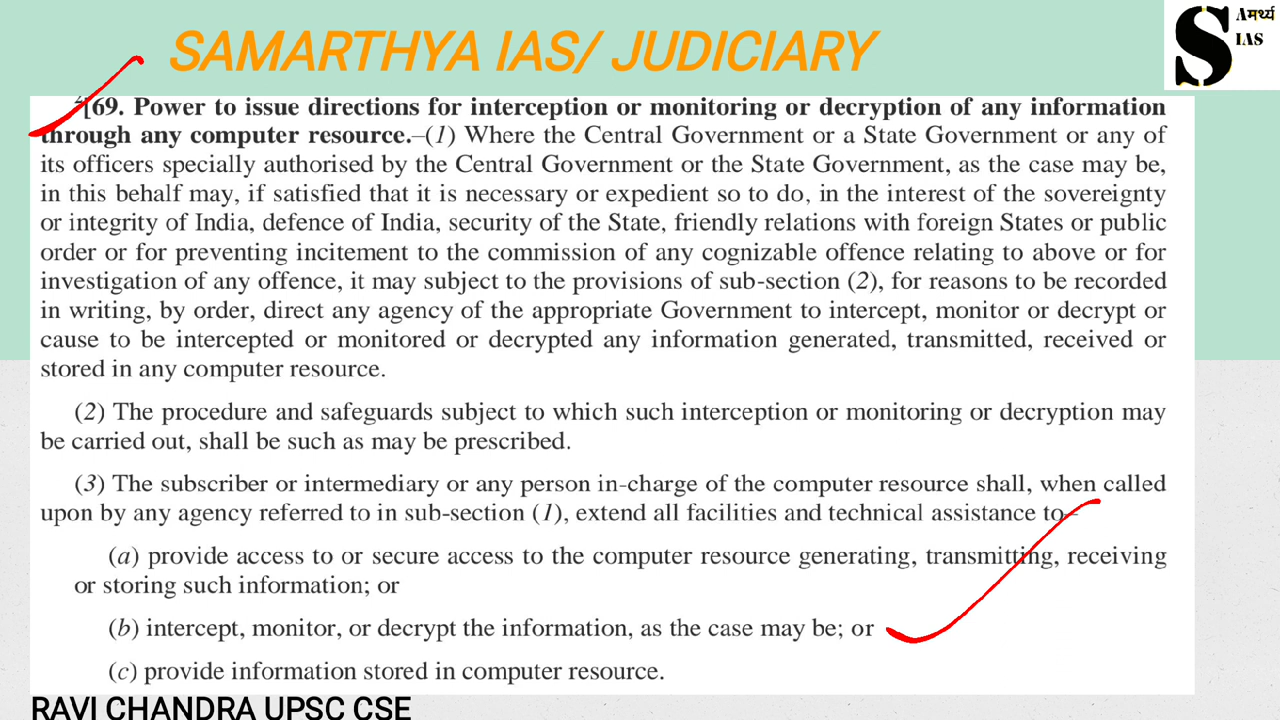 SAMARTHYA IAS/ JUDICIARY
Aमर्थ्य
S IAS
2[69. Power to issue directions for interception or monitoring or decryption of any information
through any computer resource.–(1) Where the Central Government or a State Government or any of
its officers specially authorised by the Central Government or the State Government, as the case may be,
in this behalf may, if satisfied that it is necessary or expedient so to do, in the interest of the sovereignty
or integrity of India, defence of India, security of the State, friendly relations with foreign States or public
order or for preventing incitement to the commission of any cognizable offence relating to above or for
investigation of any offence, it may subject to the provisions of sub-section (2), for reasons to be recorded
in writing, by order, direct any agency of the appropriate Government to intercept, monitor or decrypt or
cause to be intercepted or monitored or decrypted any information generated, transmitted, received or
stored in any computer resource.
(2) The procedure and safeguards subject to which such interception or monitoring or decryption may
be carried out, shall be such as may be prescribed.
(3) The subscriber or intermediary or any person in-charge of the computer resource shall, when called
upon by any agency referred to in sub-section (1), extend all facilities and technical assistance to–
(a) provide access to or secure access to the computer resource generating, transmitting, receiving
or storing such information; or
(b) intercept, monitor, or decrypt the information, as the case may be; or
(c) provide information stored in computer resource.
RAVI CHANDRA UPSC CSE